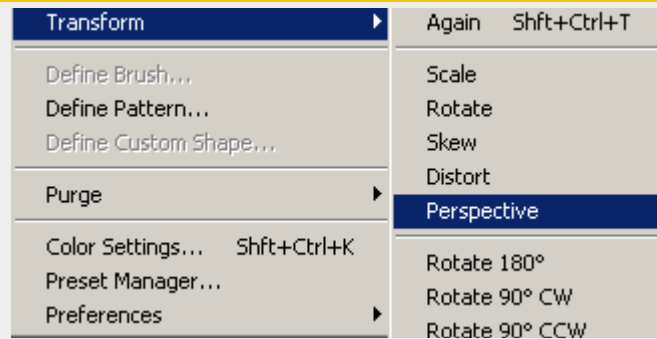 Transform
Define Brush...
Define Pattern...
Define Custom Shape...
Purge
Color Settings... Shft+Ctrl+K
Preset Manager...
Preferences
Again Shft+Ctrl+T
Scale
Rotate
Skew
Distort
Perspective
Rotate 180°
Rotate 90° CW
Rotate 90° CCW